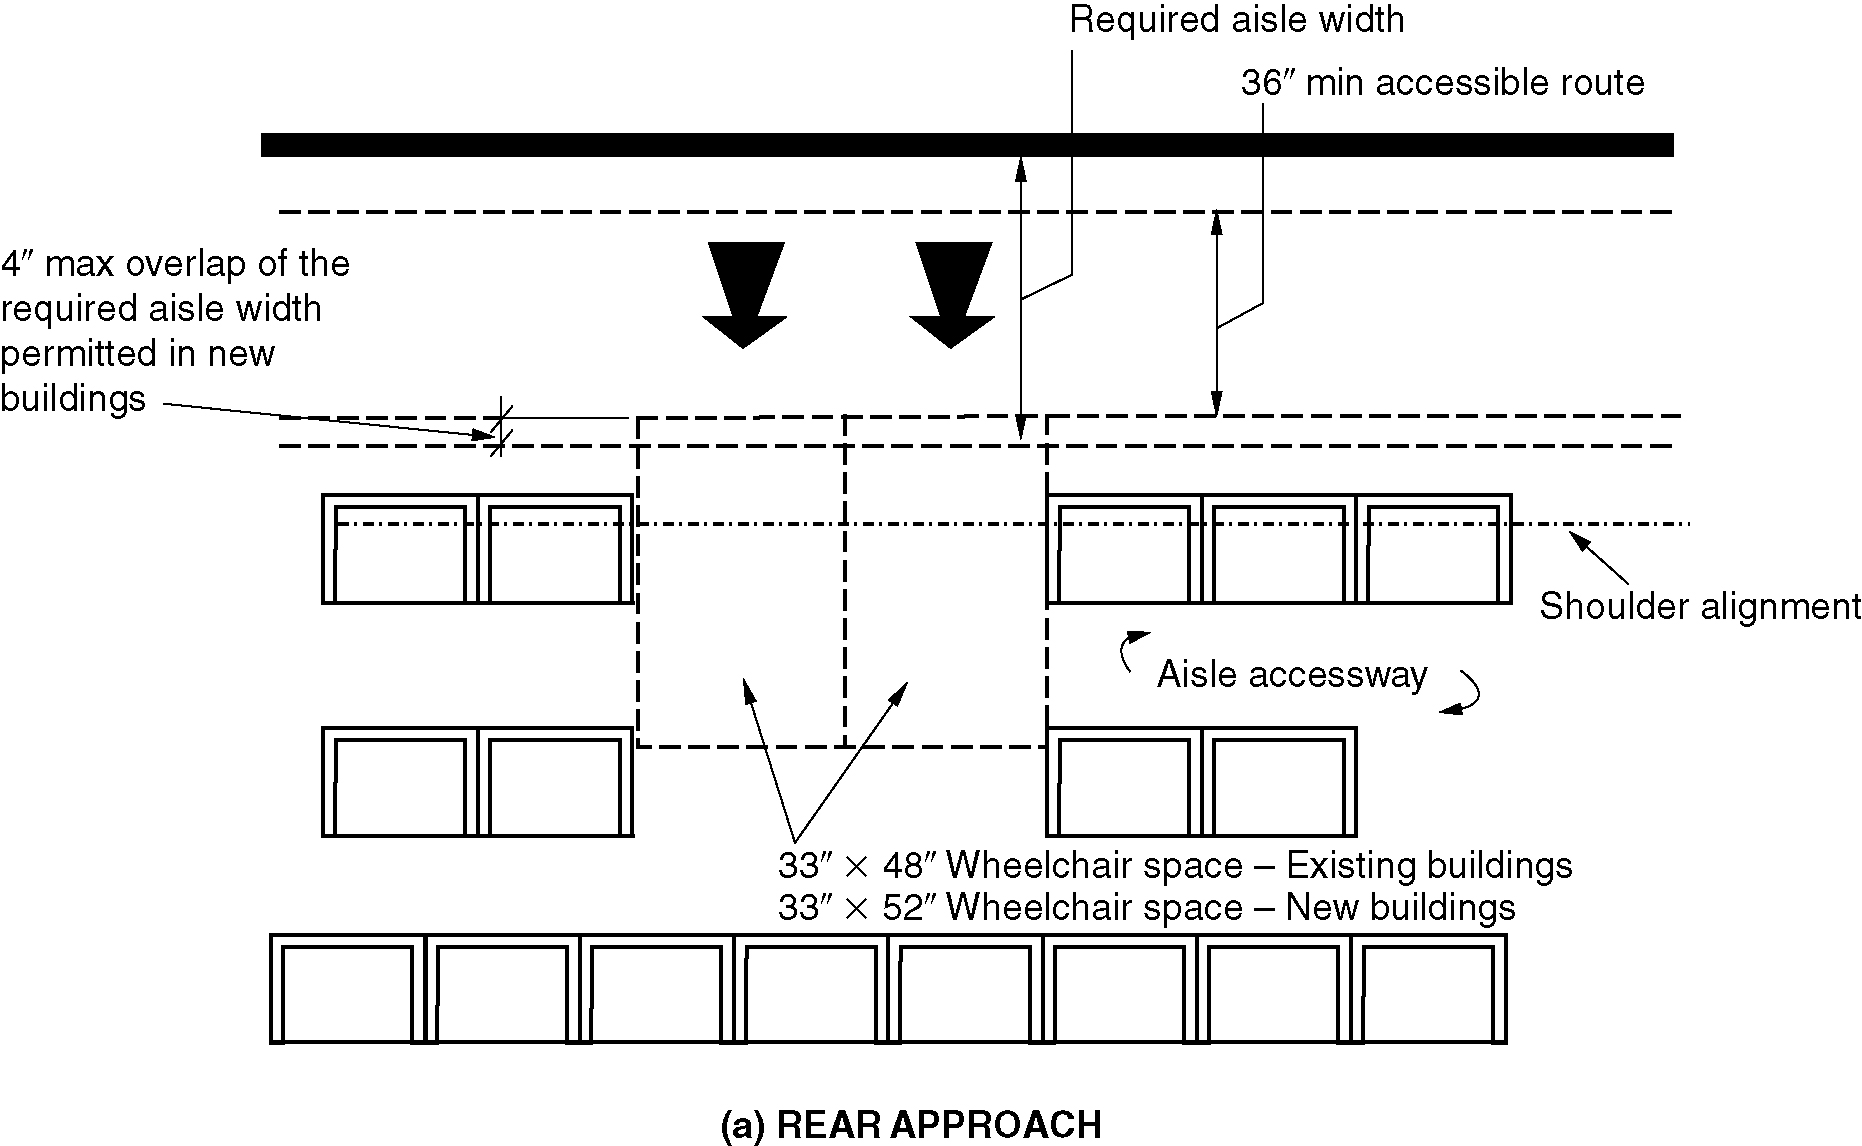 Required aisle width
36″ min accessible route
4″ max overlap of the
required aisle width
permitted in new
buildings
Shoulder alignment
Aisle accessway
33″ × 48″ Wheelchair space – Existing buildings
33″ × 52″ Wheelchair space – New buildings
(a) REAR APPROACH